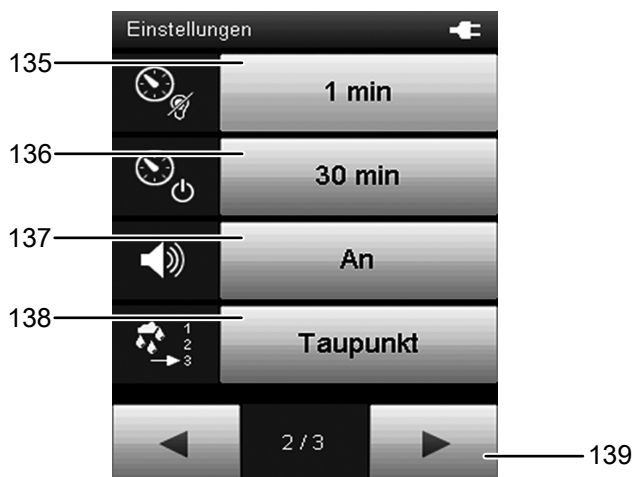 Einstellungen
135
1 min
136
30 min
137
An
138
1
2
3
Taupunkt
2/3
139